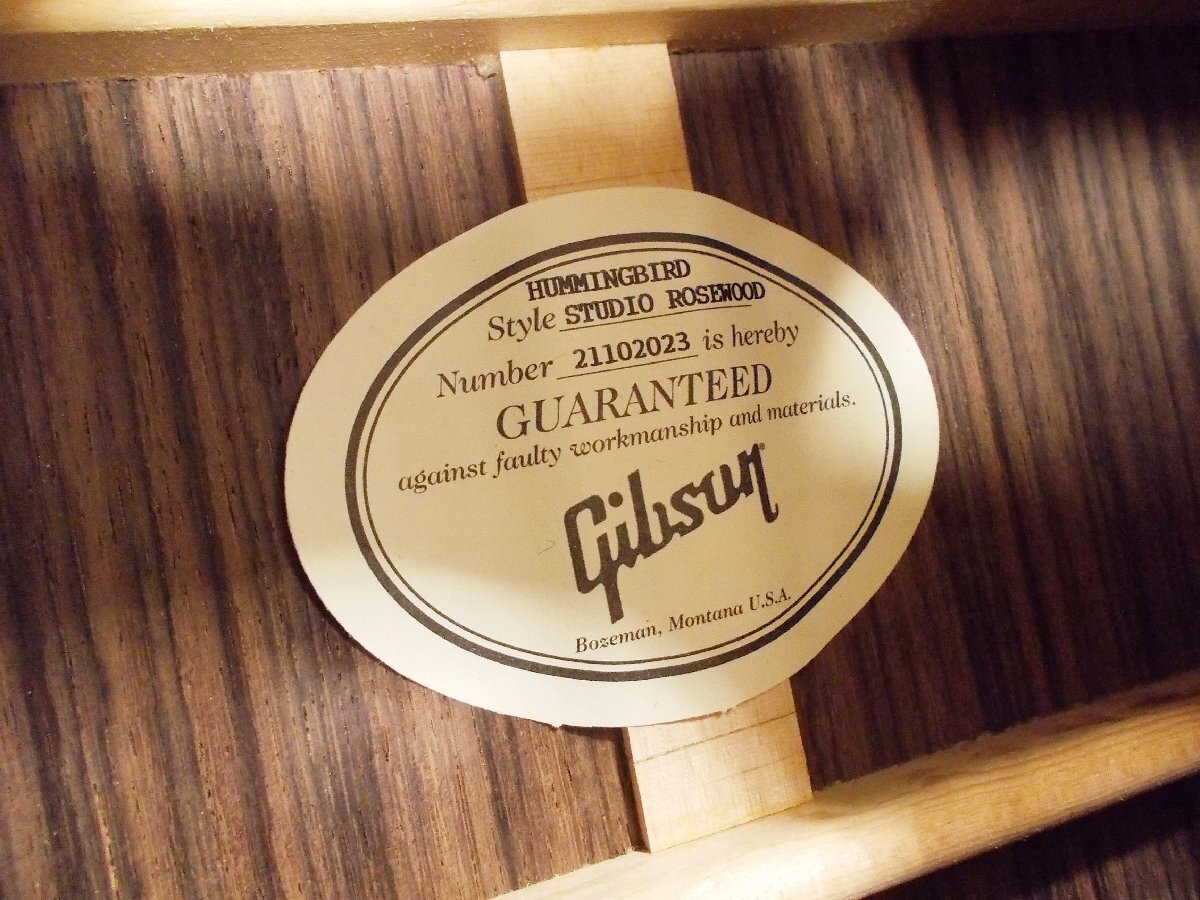 HUMMINGBIRD
Style STUDIO ROSEWOOD
Number 21102023 is hereby
GUARANTEED
against faulty workmanship and materials.
Gibson
Bozeman, Montana U.S.A.